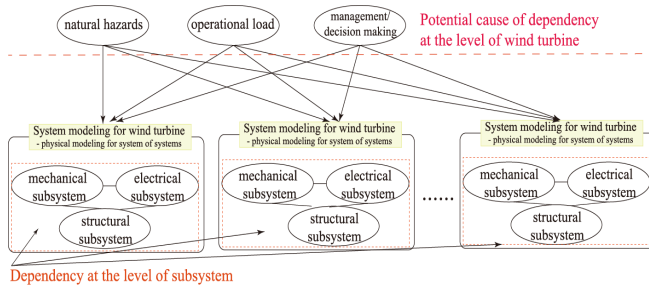 natural hazards
operational load
management/
decision making
Potential cause of dependency
at the level of wind turbine
System modeling for wind turbine
- physical modeling for system of systems
mechanical
subsystem
electrical
subsystem
structural
subsystem
System modeling for wind turbine
- physical modeling for system of systems
mechanical
subsystem
electrical
subsystem
structural
subsystem
......
System modeling for wind turbine
- physical modeling for system of systems
mechanical
subsystem
electrical
subsystem
structural
subsystem
Dependency at the level of subsystem